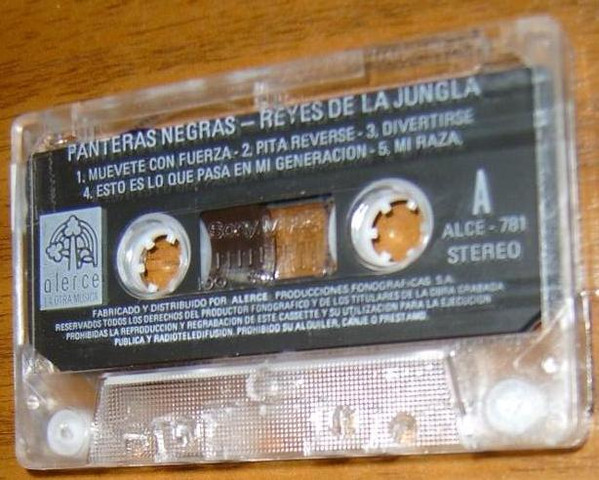 PANTERAS NEGRAS – REYES DE LA JUNGLA
1. MUEVETE CON FUERZA - 2. PITA REVERSE - 3. DIVERTIRSE
4. ESTO ES LO QUE PASA EN MI GENERACION - 5. MI RAZA.
A
ALCE - 781
STEREO
alerce
LA OTRA MUSICA
FABRICADO Y DISTRIBUIDO POR ALERCE PRODUCCIONES FONOGRAFICAS S.A.
RESERVADOS TODOS LOS DERECHOS DEL PRODUCTOR FONOGRAFICO Y DE LOS TITULARES DE LA OBRA GRABADA
PROHIBIDAS LA REPRODUCCION Y REGRABACION DE ESTE CASSETTE Y SU UTILIZACION PARA LA EJECUCION
PUBLICA Y RADIOTELEDIFUSION. PROHIBIDO SU ALQUILER, CANJE O PRESTAMO.